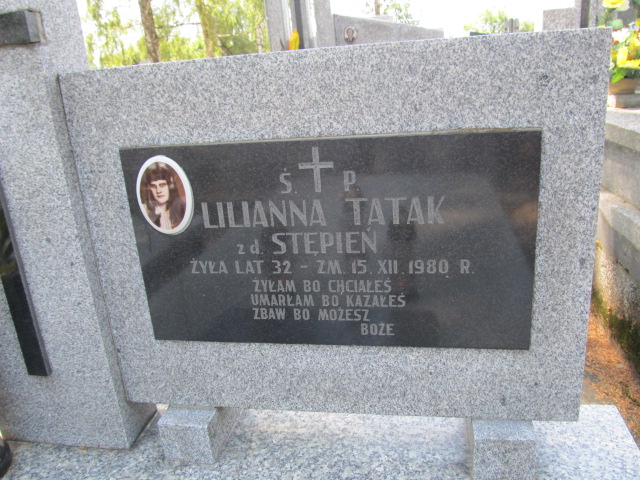 Ś. P.
LILIANNA TATAK
z d. STĘPIEŃ
ŻYŁA LAT 32 - ZM. 15. XII. 1980 R.
ŻYŁAM BO CHCIAŁEŚ
UMARŁAM BO KAZAŁEŚ
ZBAW BO MOŻESZ
BOŻE